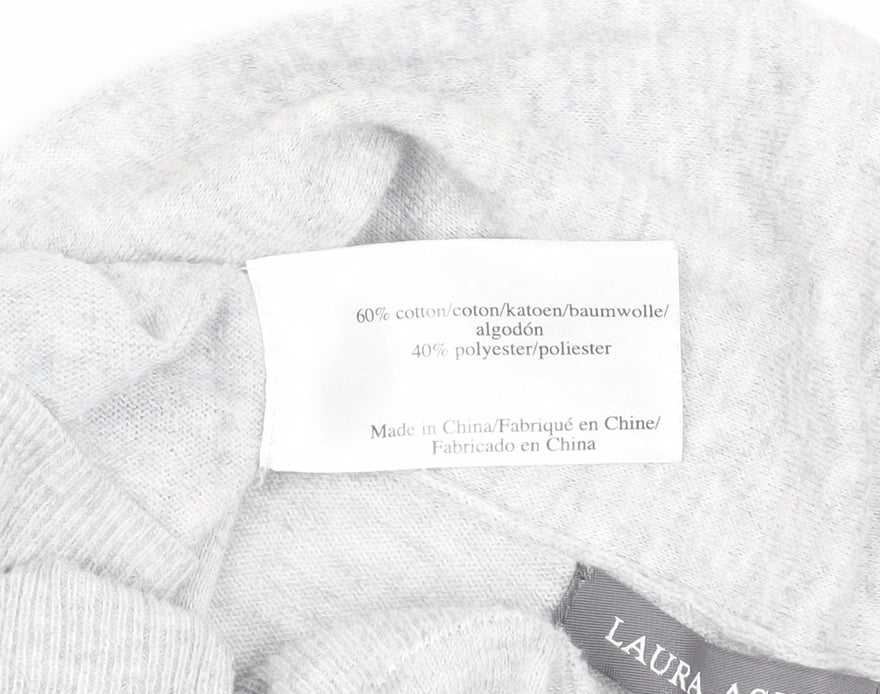 60% cotton/coton/katoen/baumwolle/
algodón
40% polyester/poliester
Made in China/Fabriqué en Chine/
Fabricado en China
LAURA